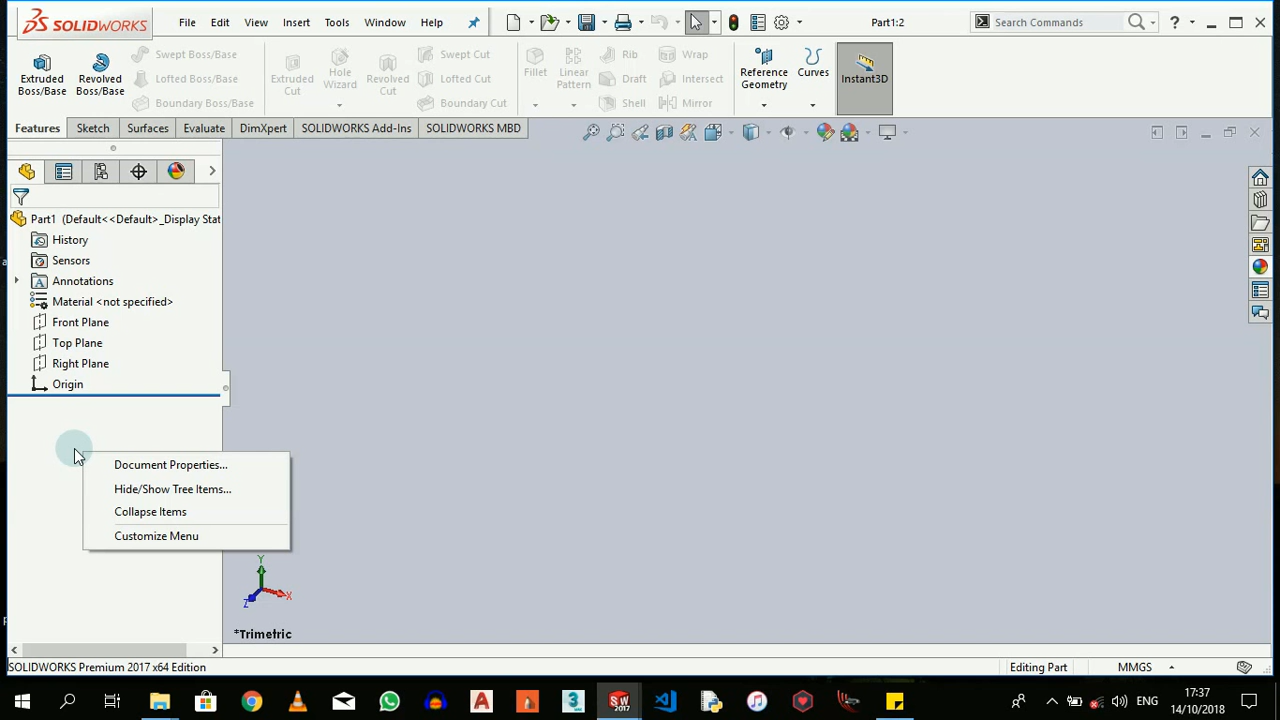 SOLIDWORKS File Edit View Insert Tools Window Help Part1:2 Search Commands ?
Extruded Boss/Base
Revolved Boss/Base
Swept Boss/Base
Lofted Boss/Base
Boundary Boss/Base
Extruded Cut
Hole Wizard
Revolved Cut
Swept Cut
Lofted Cut
Boundary Cut
Fillet
Linear Pattern
Rib
Draft
Shell
Wrap
Intersect
Mirror
Reference Geometry
Curves
Instant3D
Features Sketch Surfaces Evaluate DimXpert SOLIDWORKS Add-Ins SOLIDWORKS MBD
Part1 (Default<<Default>_Display Stat
History
Sensors
Annotations
Material <not specified>
Front Plane
Top Plane
Right Plane
Origin
Document Properties...
Hide/Show Tree Items...
Collapse Items
Customize Menu
Y
X
Z
*Trimetric
SOLIDWORKS Premium 2017 x64 Edition Editing Part MMGS
ENG
17:37
14/10/2018